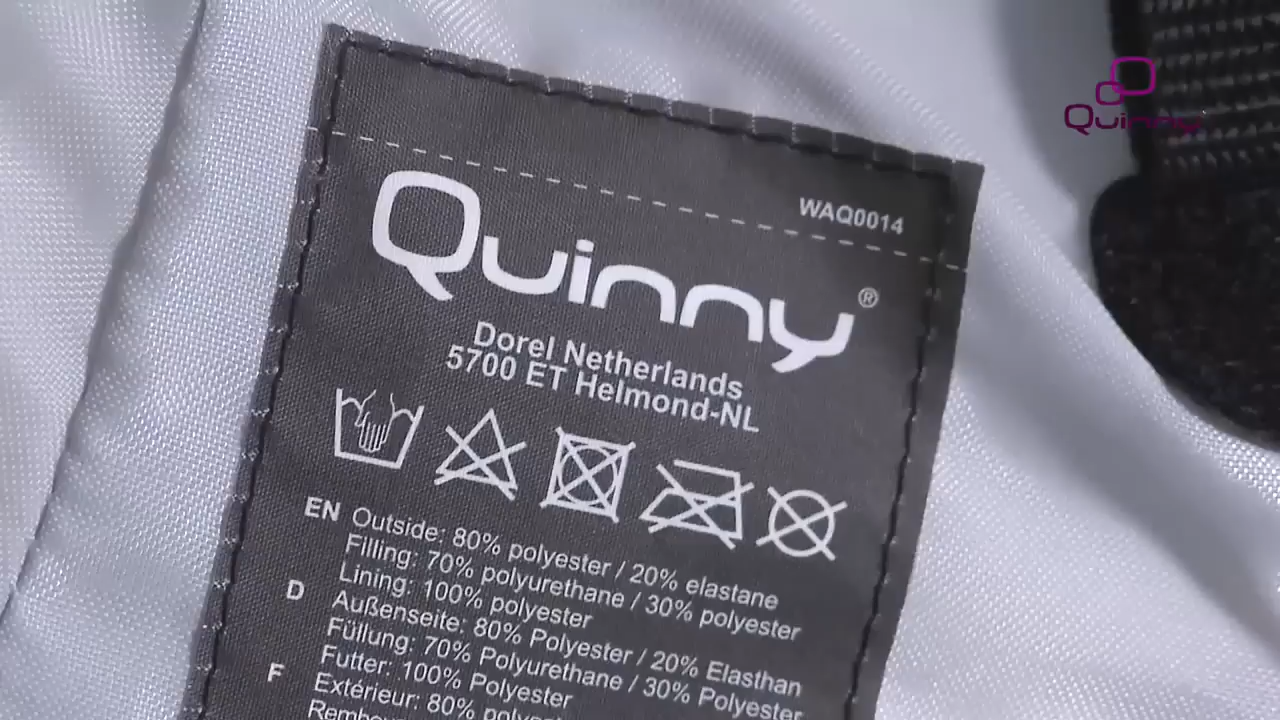 Quinny
WAQ0014
Quinny®
Dorel Netherlands
5700 ET Helmond-NL
EN Outside: 80% polyester / 20% elastane
Filling: 70% polyurethane / 30% polyester
Lining: 100% polyester
D Außenseite: 80% Polyester / 20% Elasthan
Füllung: 70% Polyurethane / 30% Polyester
Futter: 100% Polyester
F Extérieur: 80%